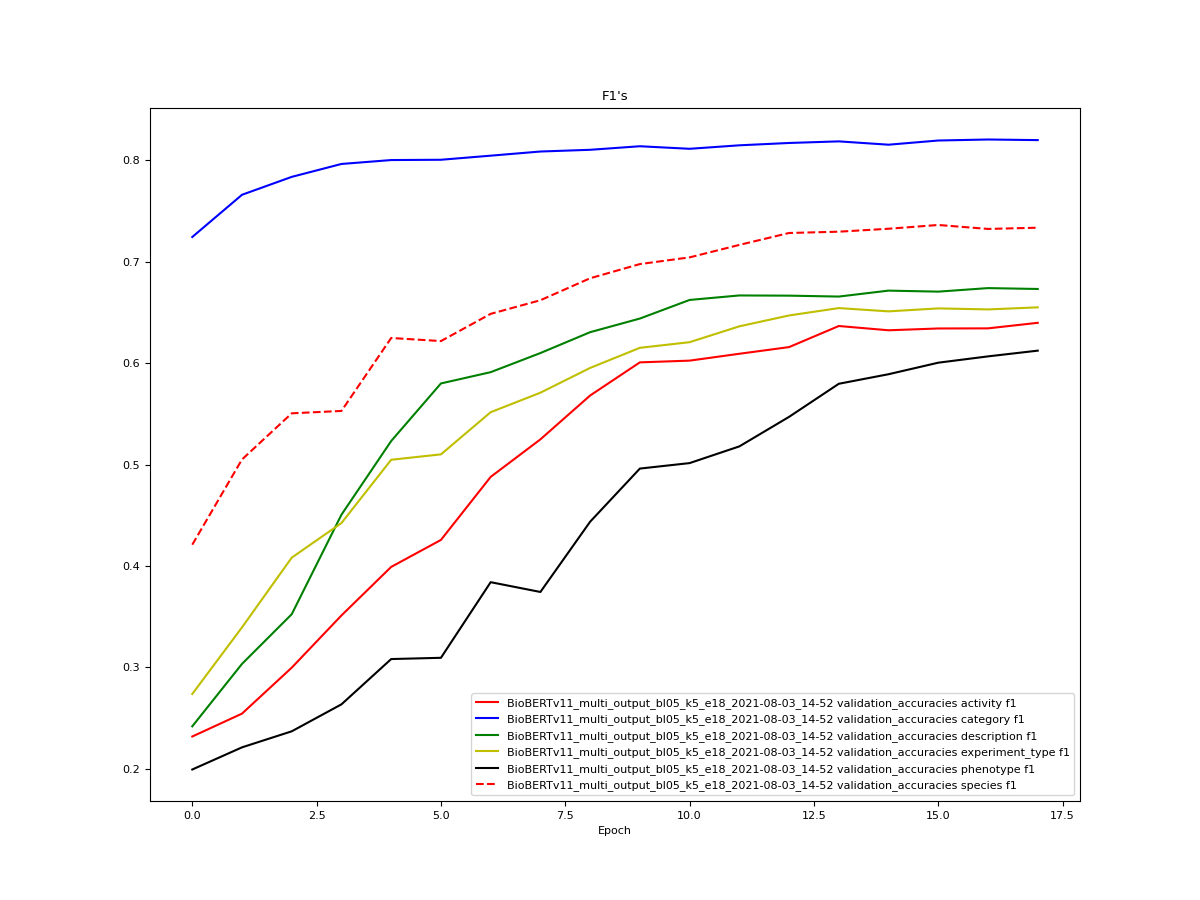 F1's
0.8
0.7
0.6
0.5
0.4
0.3
0.2
BioBERTv11_multi_output_bl05_k5_e18_2021-08-03_14-52 validation_accuracies activity f1
BioBERTv11_multi_output_bl05_k5_e18_2021-08-03_14-52 validation_accuracies category f1
BioBERTv11_multi_output_bl05_k5_e18_2021-08-03_14-52 validation_accuracies description f1
BioBERTv11_multi_output_bl05_k5_e18_2021-08-03_14-52 validation_accuracies experiment_type f1
BioBERTv11_multi_output_bl05_k5_e18_2021-08-03_14-52 validation_accuracies phenotype f1
BioBERTv11_multi_output_bl05_k5_e18_2021-08-03_14-52 validation_accuracies species f1
0.0 2.5 5.0 7.5 10.0 12.5 15.0 17.5
Epoch